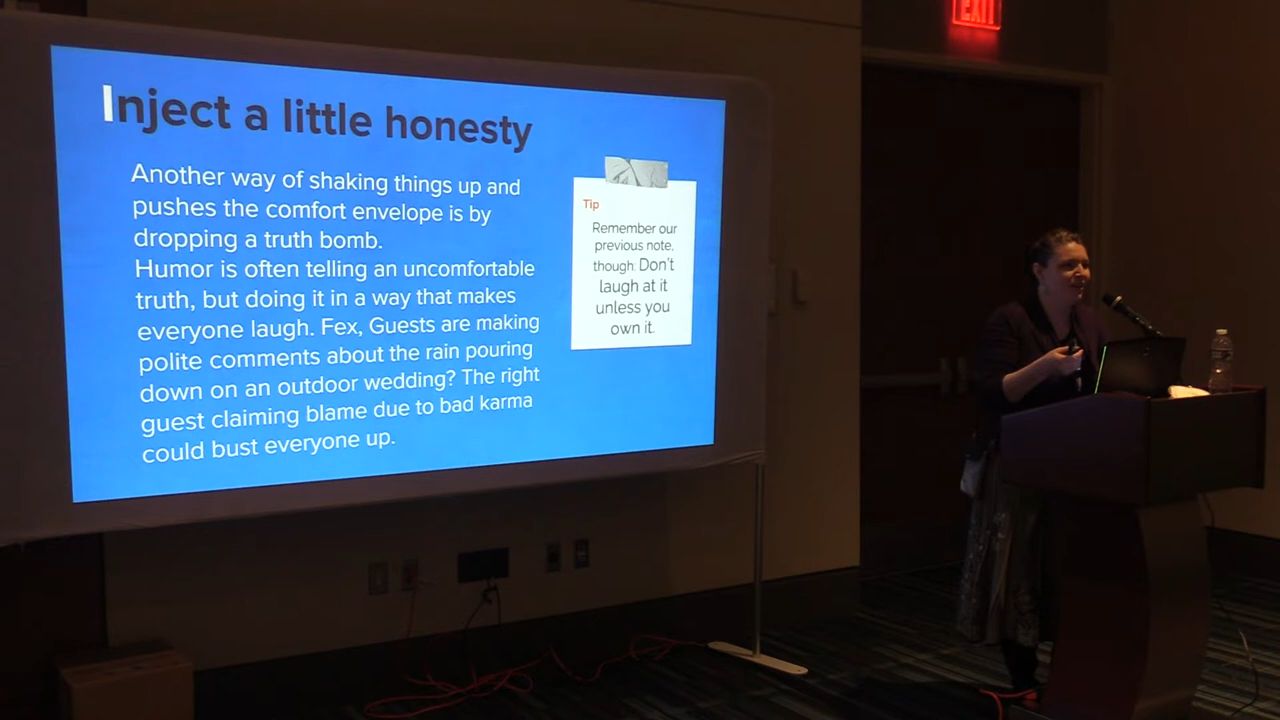 EXIT
Inject a little honesty
Another way of shaking things up and
pushes the comfort envelope is by
dropping a truth bomb.
Humor is often telling an uncomfortable
truth, but doing it in a way that makes
everyone laugh. Fex, Guests are making
polite comments about the rain pouring
down on an outdoor wedding? The right
guest claiming blame due to bad karma
could bust everyone up.
Tip
Remember our
previous note,
though: Don't
laugh at it
unless you
own it.